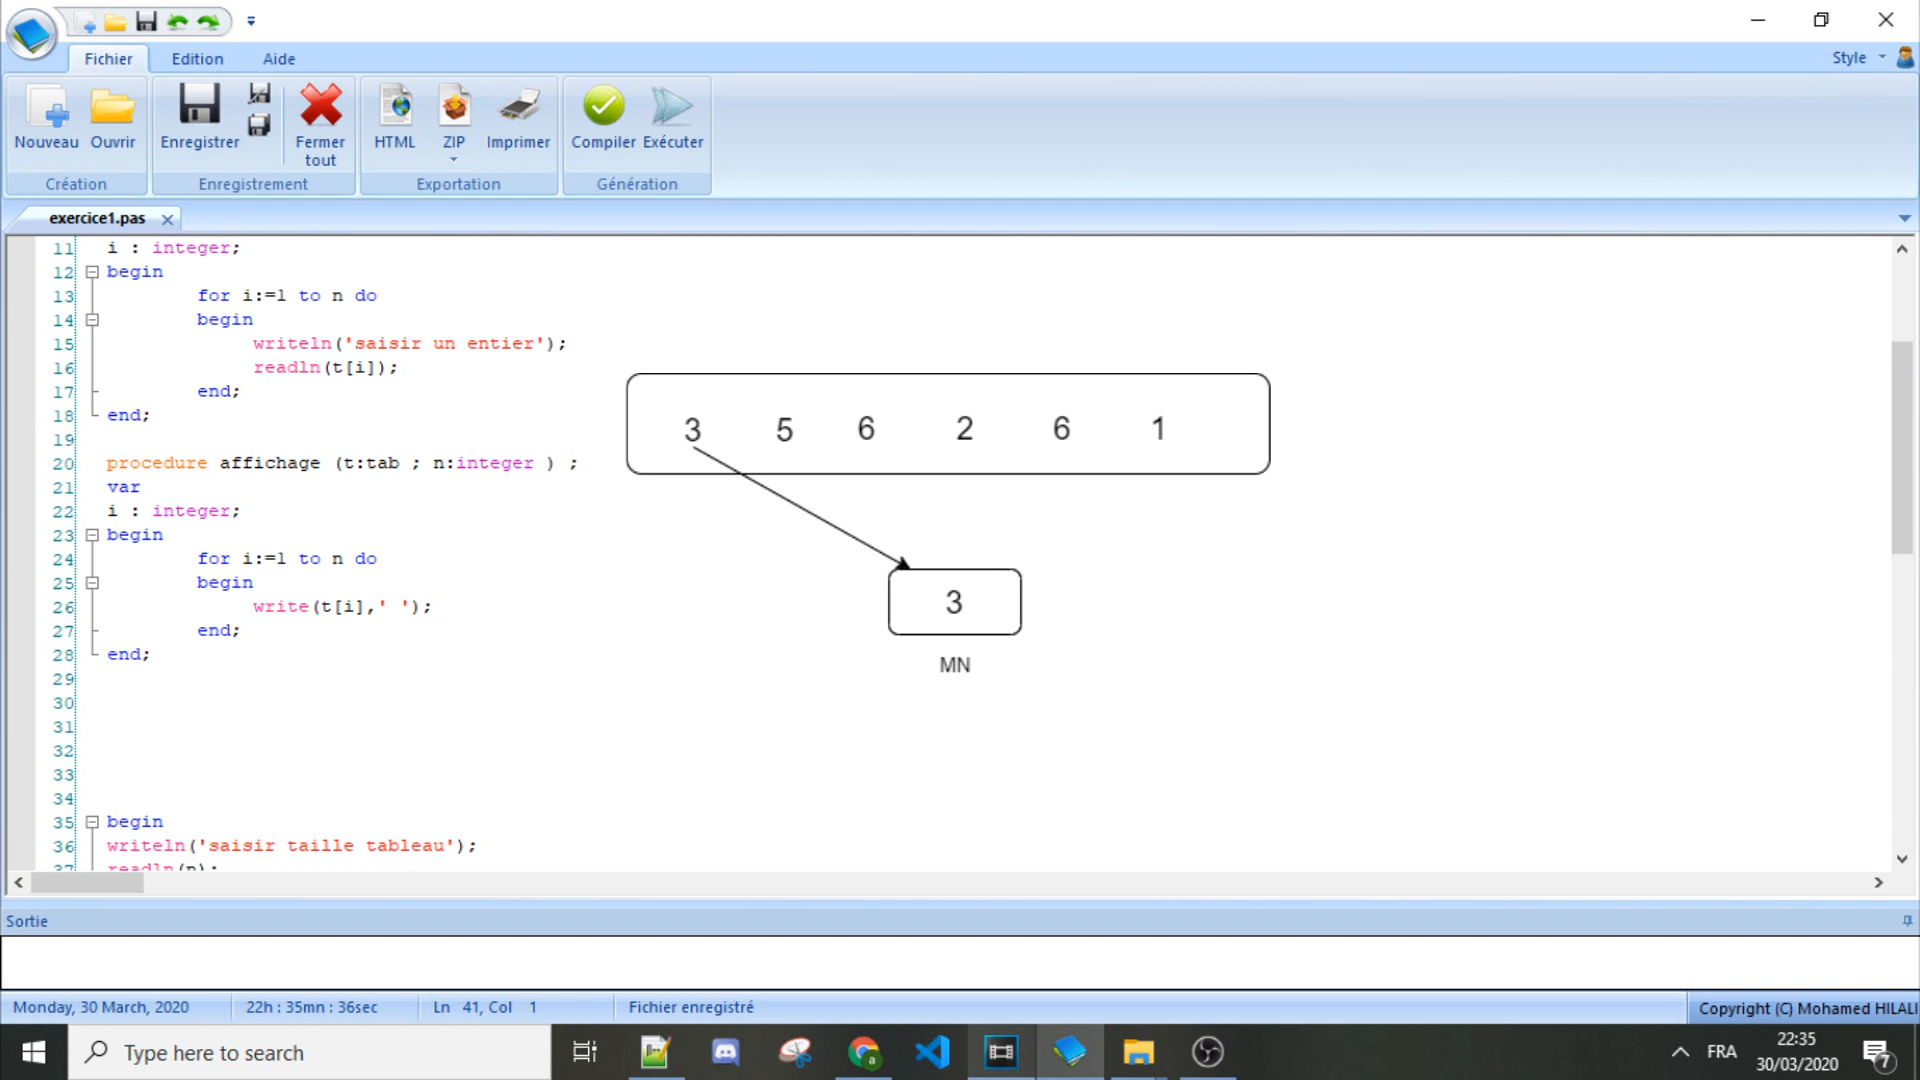 Fichier Edition Aide Style
Nouveau Ouvrir Enregistrer Fermer tout HTML ZIP Imprimer Compiler Exécuter
Création Enregistrement Exportation Génération
exercice1.pas
11 i : integer;
12 begin
13 for i:=1 to n do
14 begin
15 writeln('saisir un entier');
16 readln(t[i]);
17 end;
18 end;
19
20 procedure affichage (t:tab ; n:integer ) ;
21 var
22 i : integer;
23 begin
24 for i:=1 to n do
25 begin
26 write(t[i],' ');
27 end;
28 end;
29
30
31
32
33
34
35 begin
36 writeln('saisir taille tableau');
37 readln(n);
3 5 6 2 6 1
3
MN
Sortie
Monday, 30 March, 2020 22h : 35mn : 36sec Ln 41, Col 1 Fichier enregistré Copyright (C) Mohamed HILALI
Type here to search
FRA
22:35
30/03/2020
7